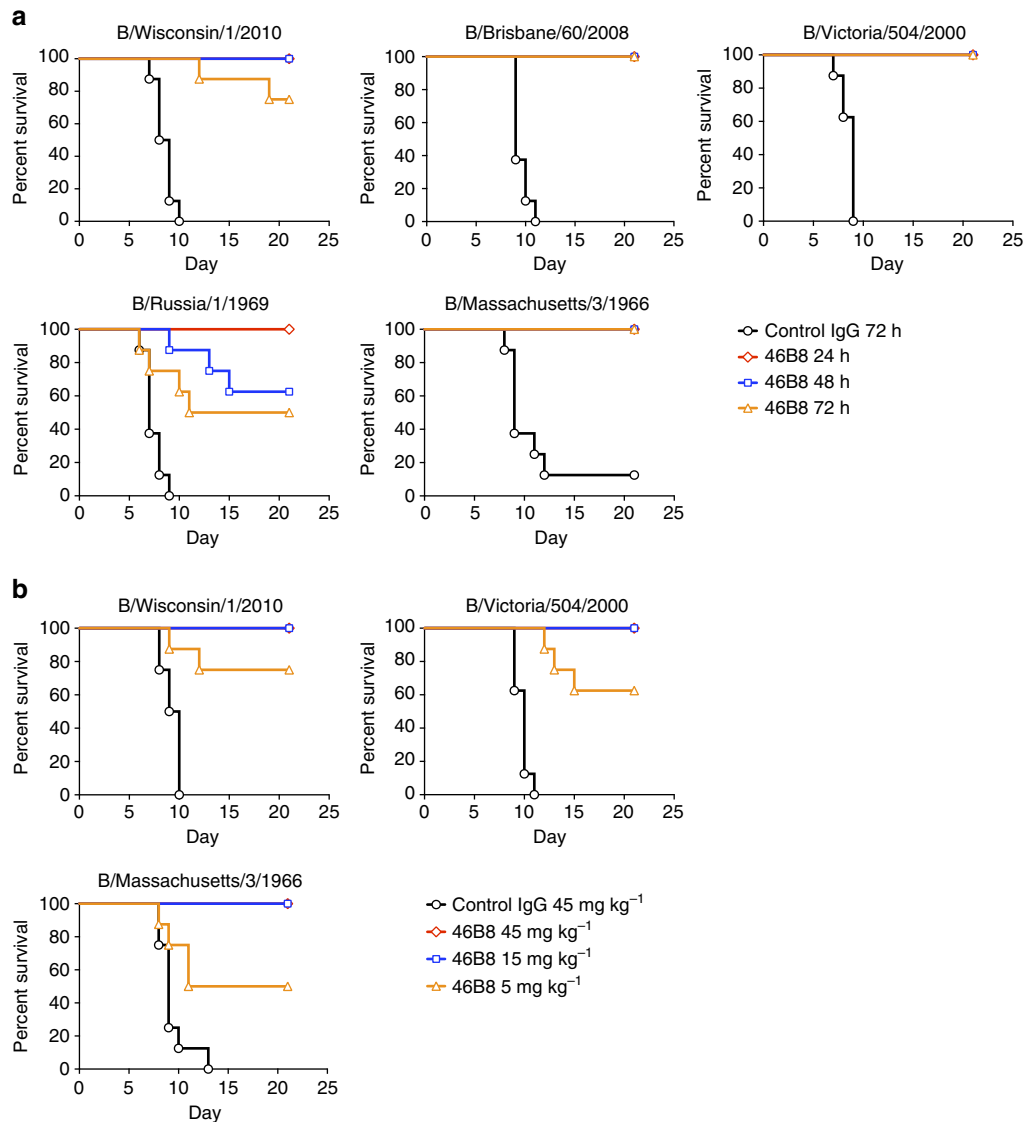 a
B/Wisconsin/1/2010
B/Brisbane/60/2008
B/Victoria/504/2000
Percent survival
100
80
60
40
20
0
0 5 10 15 20 25
Day
Percent survival
100
80
60
40
20
0
0 5 10 15 20 25
Day
Percent survival
100
80
60
40
20
0
0 5 10 15 20 25
Day
B/Russia/1/1969
B/Massachusetts/3/1966
Percent survival
100
80
60
40
20
0
0 5 10 15 20 25
Day
Percent survival
100
80
60
40
20
0
0 5 10 15 20 25
Day
Control IgG 72 h
46B8 24 h
46B8 48 h
46B8 72 h
b
B/Wisconsin/1/2010
B/Victoria/504/2000
Percent survival
100
80
60
40
20
0
0 5 10 15 20 25
Day
Percent survival
100
80
60
40
20
0
0 5 10 15 20 25
Day
B/Massachusetts/3/1966
Percent survival
100
80
60
40
20
0
0 5 10 15 20 25
Day
Control IgG 45 mg kg⁻¹
46B8 45 mg kg⁻¹
46B8 15 mg kg⁻¹
46B8 5 mg kg⁻¹